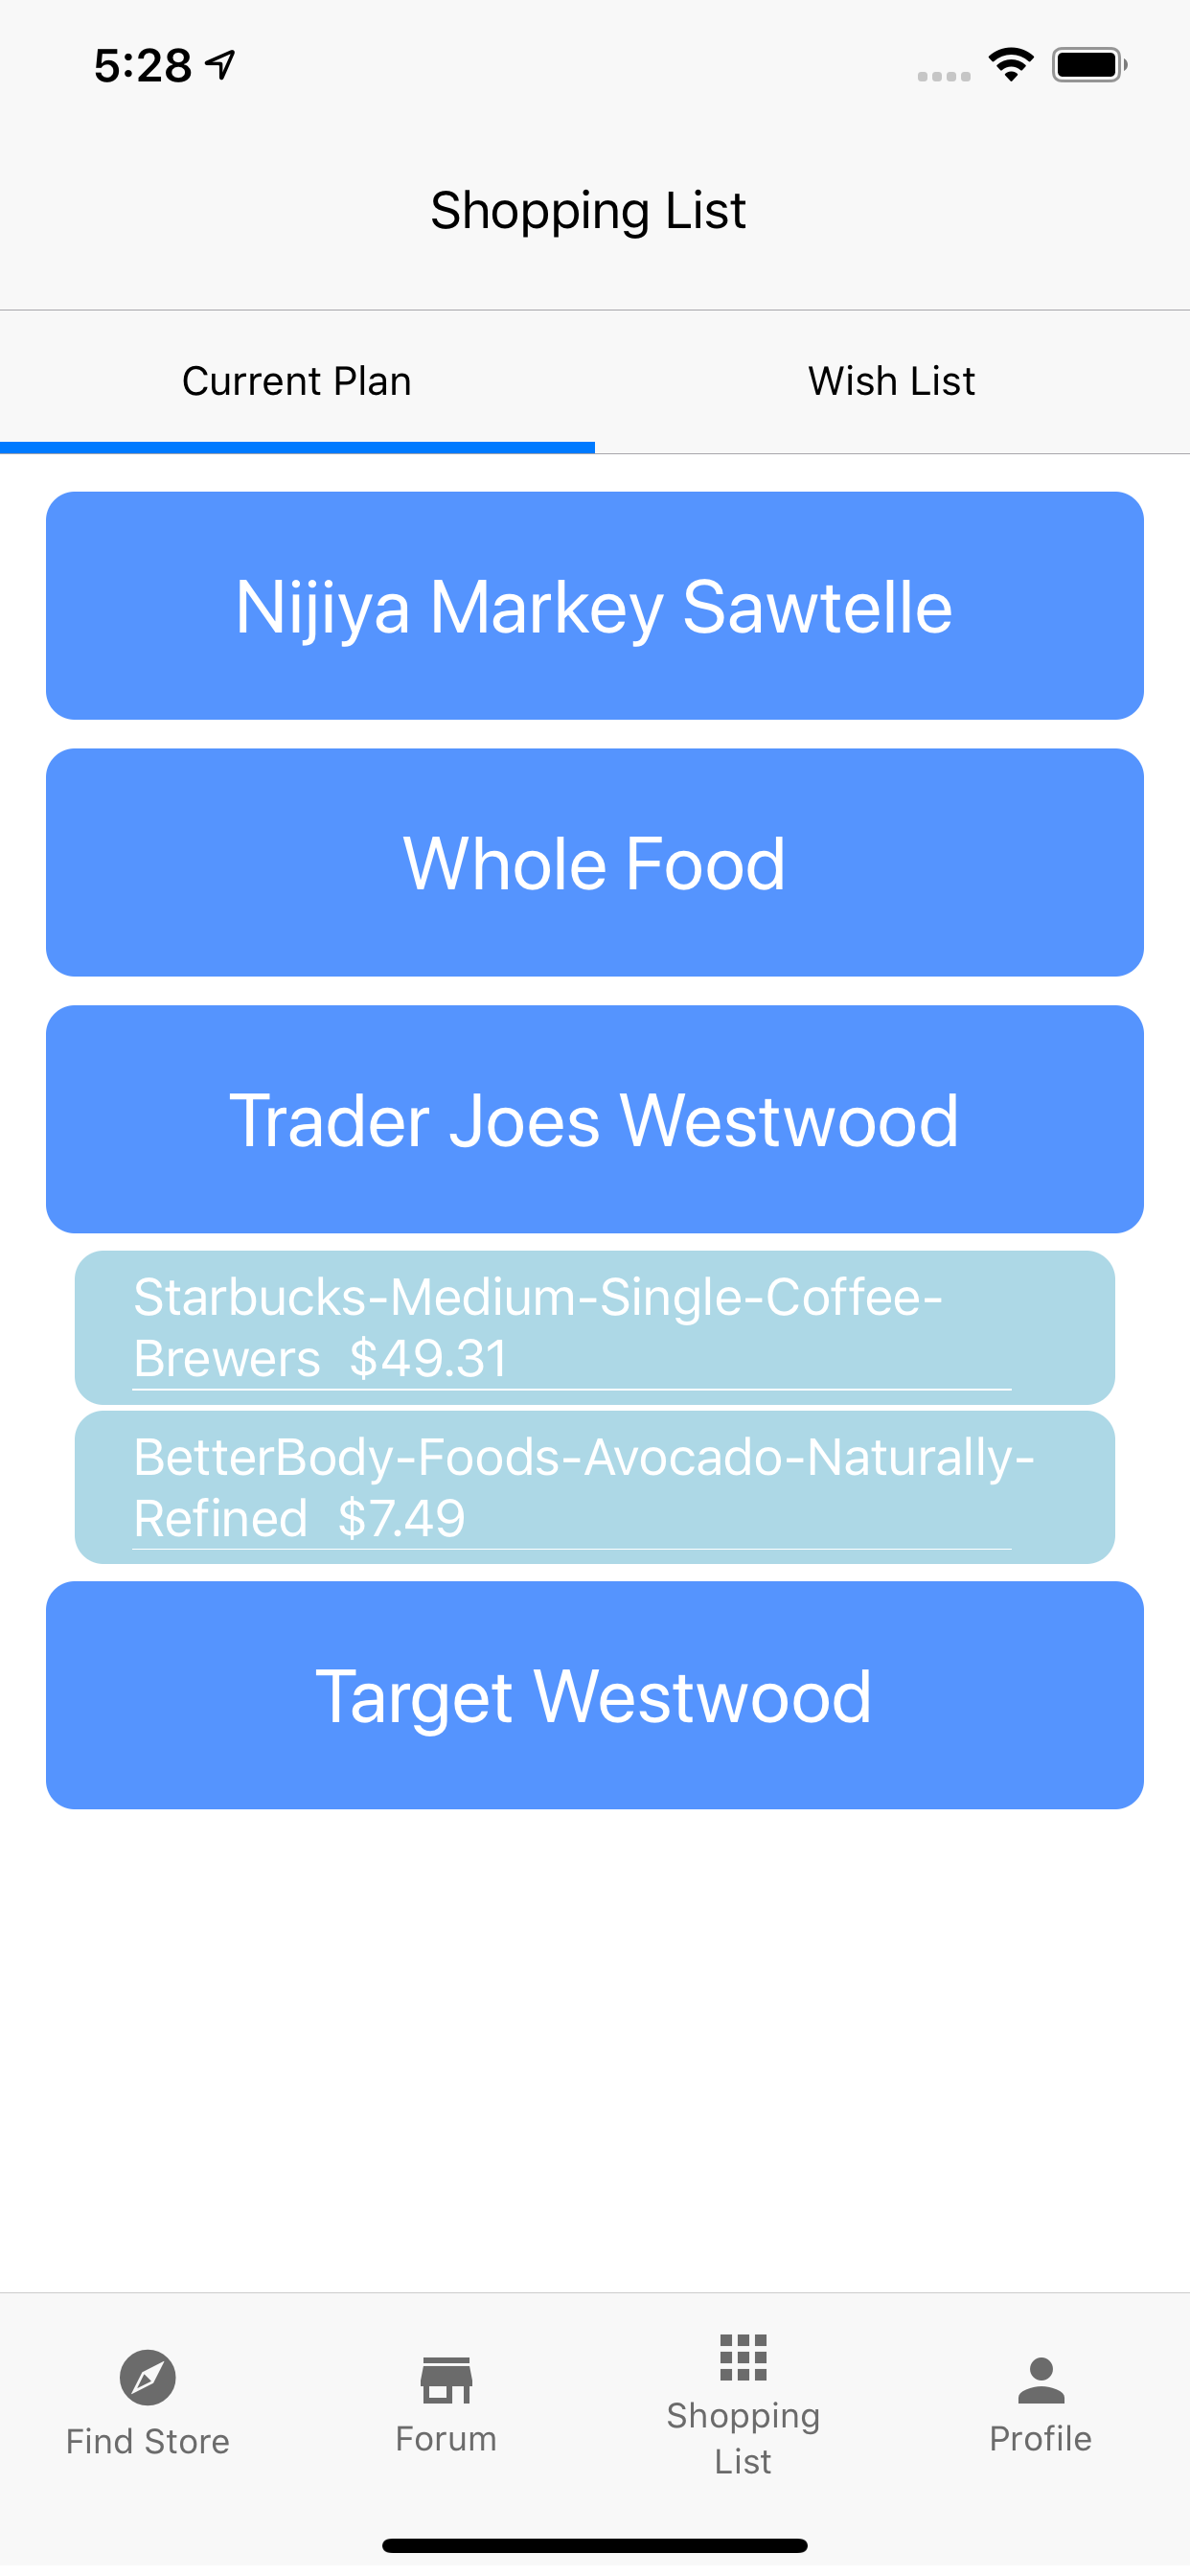 5:28
Shopping List
Current Plan
Wish List
Nijiya Markey Sawtelle
Whole Food
Trader Joes Westwood
Starbucks-Medium-Single-Coffee-
Brewers $49.31
BetterBody-Foods-Avocado-Naturally-
Refined $7.49
Target Westwood
Find Store
Forum
Shopping
List
Profile